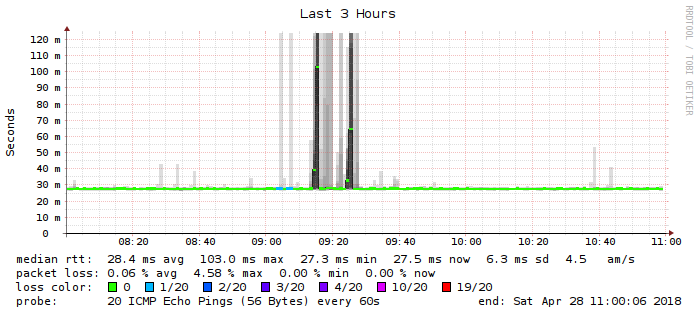 Last 3 Hours
RRDTOOL / TOBI OETIKER
Seconds
120 m
110 m
100 m
90 m
80 m
70 m
60 m
50 m
40 m
30 m
20 m
10 m
0
08:20 08:40 09:00 09:20 09:40 10:00 10:20 10:40 11:00
median rtt: 28.4 ms avg 103.0 ms max 27.3 ms min 27.5 ms now 6.3 ms sd 4.5 am/s
packet loss: 0.06 % avg 4.58 % max 0.00 % min 0.00 % now
loss color: 0 1/20 2/20 3/20 4/20 10/20 19/20
probe: 20 ICMP Echo Pings (56 Bytes) every 60s end: Sat Apr 28 11:00:06 2018